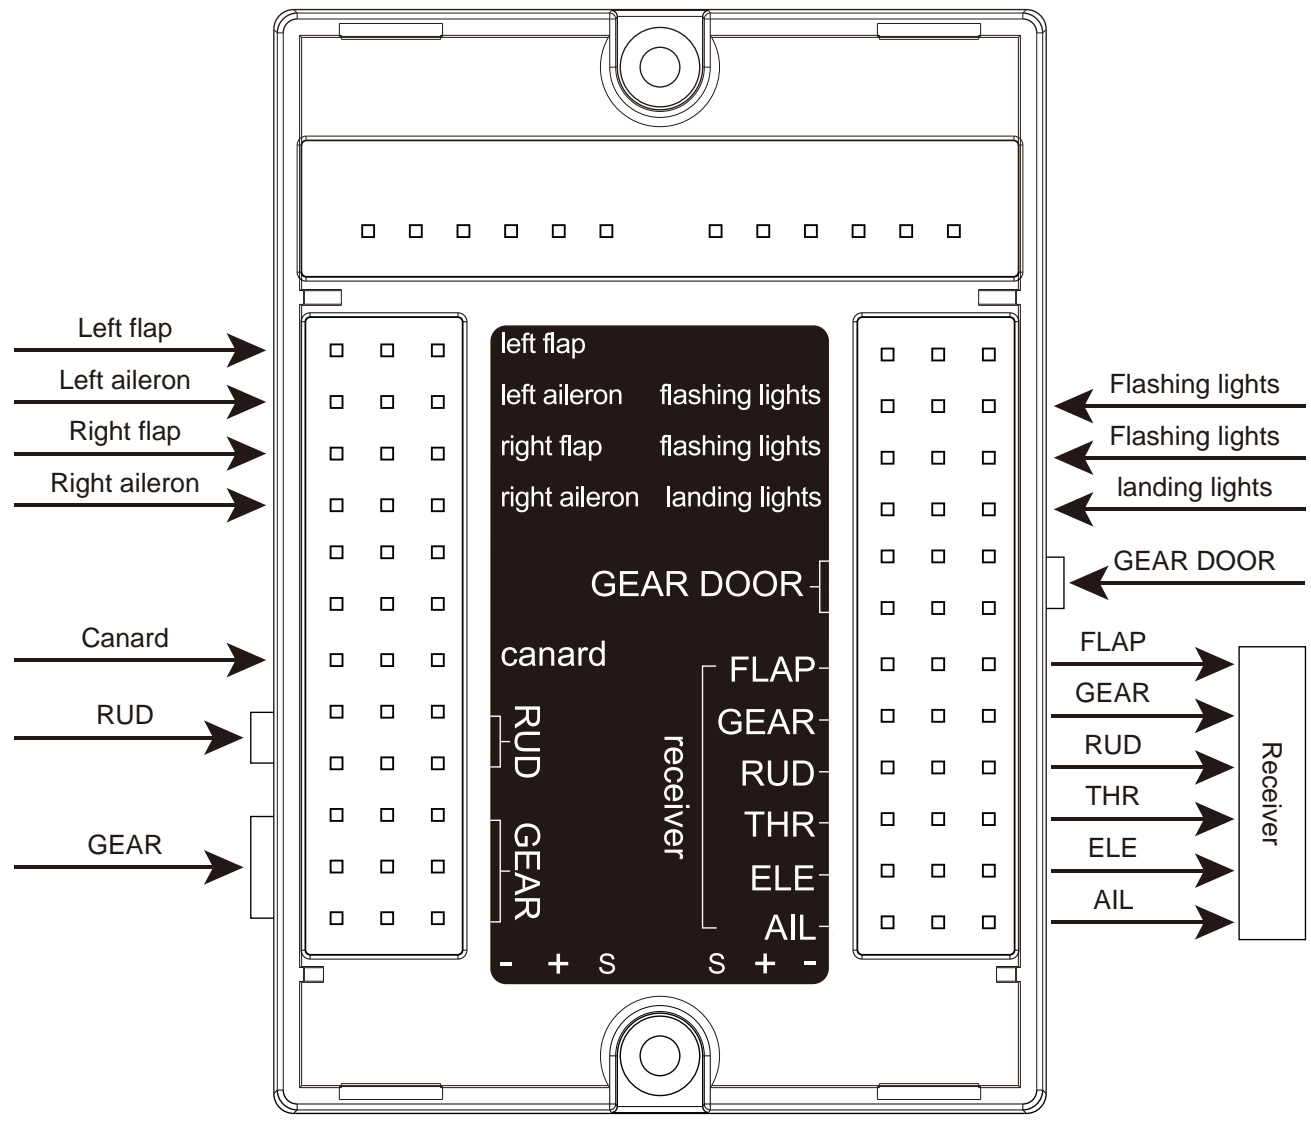 Left flap
Left aileron
Right flap
Right aileron
Canard
RUD
GEAR
left flap
left aileron flashing lights
right flap flashing lights
right aileron landing lights
GEAR DOOR
canard
FLAP
GEAR
RUD
THR
ELE
AIL
RUD
GEAR
receiver
- + S S + -
Flashing lights
Flashing lights
landing lights
GEAR DOOR
FLAP
GEAR
RUD
THR
ELE
AIL
Receiver